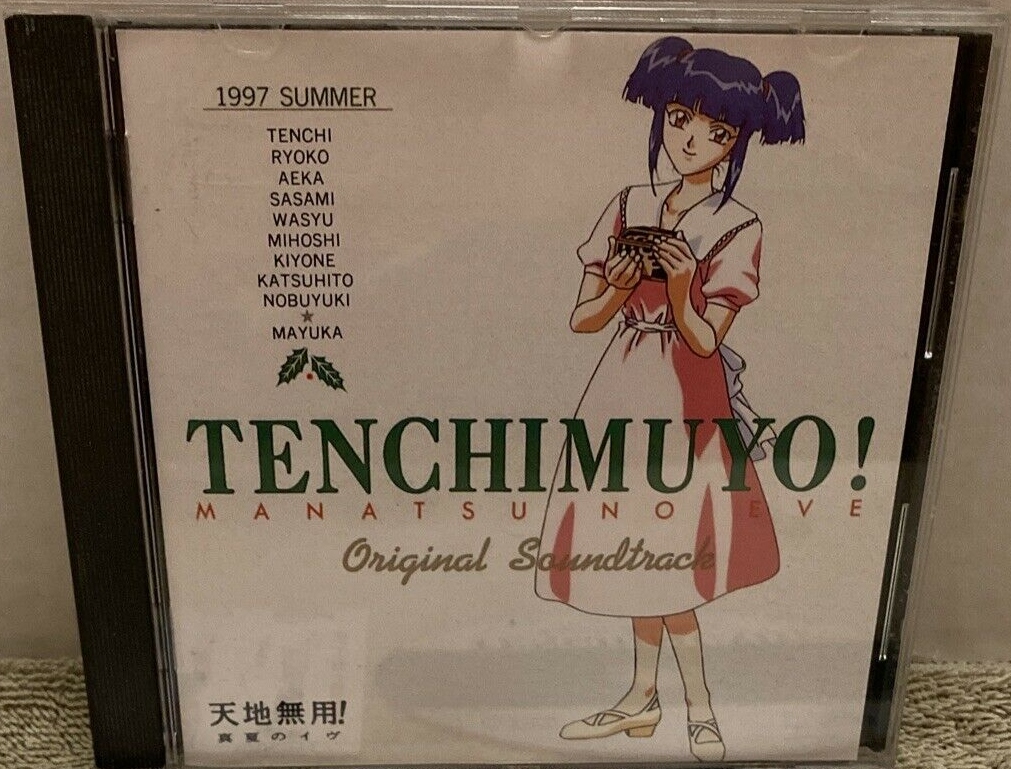 1997 SUMMER
TENCHI
RYOKO
AEKA
SASAMI
WASYU
MIHOSHI
KIYONE
KATSUHITO
NOBUYUKI
★
MAYUKA
TENCHIMUYO!
MANATSU NO EVE
Original Soundtrack
天地無用!
真夏のイヴ